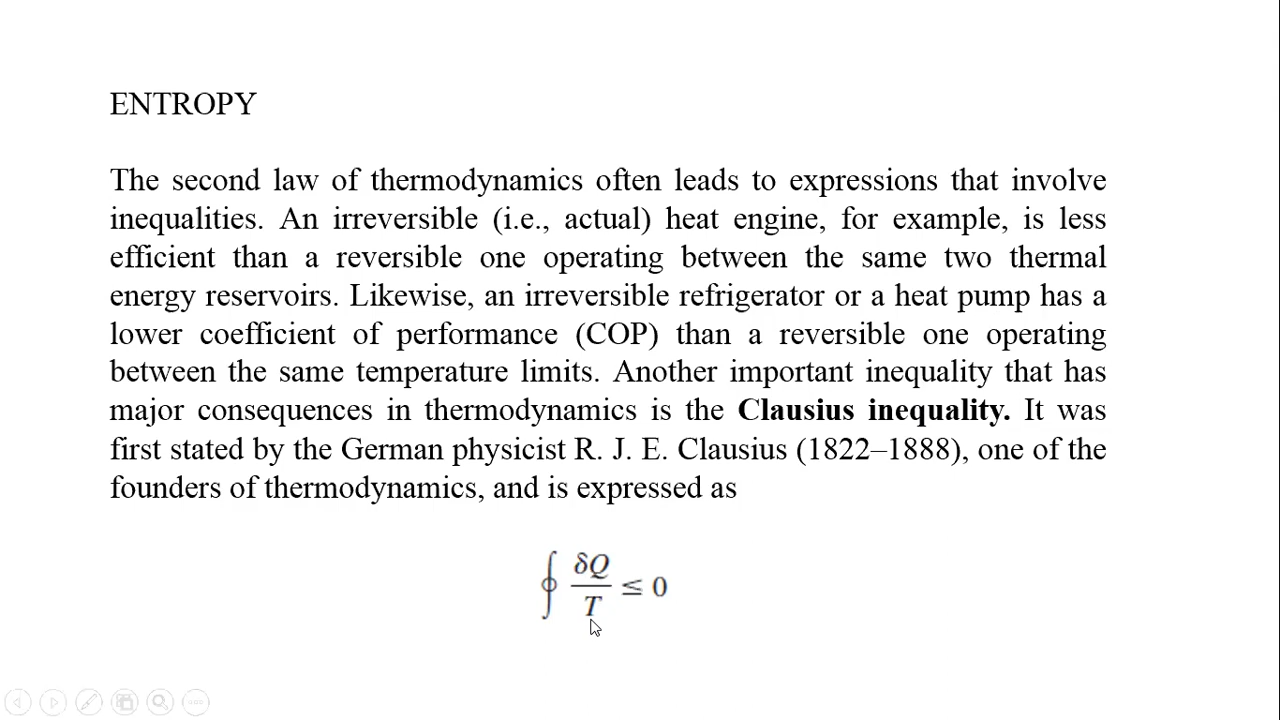 ENTROPY
The second law of thermodynamics often leads to expressions that involve
inequalities. An irreversible (i.e., actual) heat engine, for example, is less
efficient than a reversible one operating between the same two thermal
energy reservoirs. Likewise, an irreversible refrigerator or a heat pump has a
lower coefficient of performance (COP) than a reversible one operating
between the same temperature limits. Another important inequality that has
major consequences in thermodynamics is the Clausius inequality. It was
first stated by the German physicist R. J. E. Clausius (1822–1888), one of the
founders of thermodynamics, and is expressed as
∮ δQ/T ≤ 0